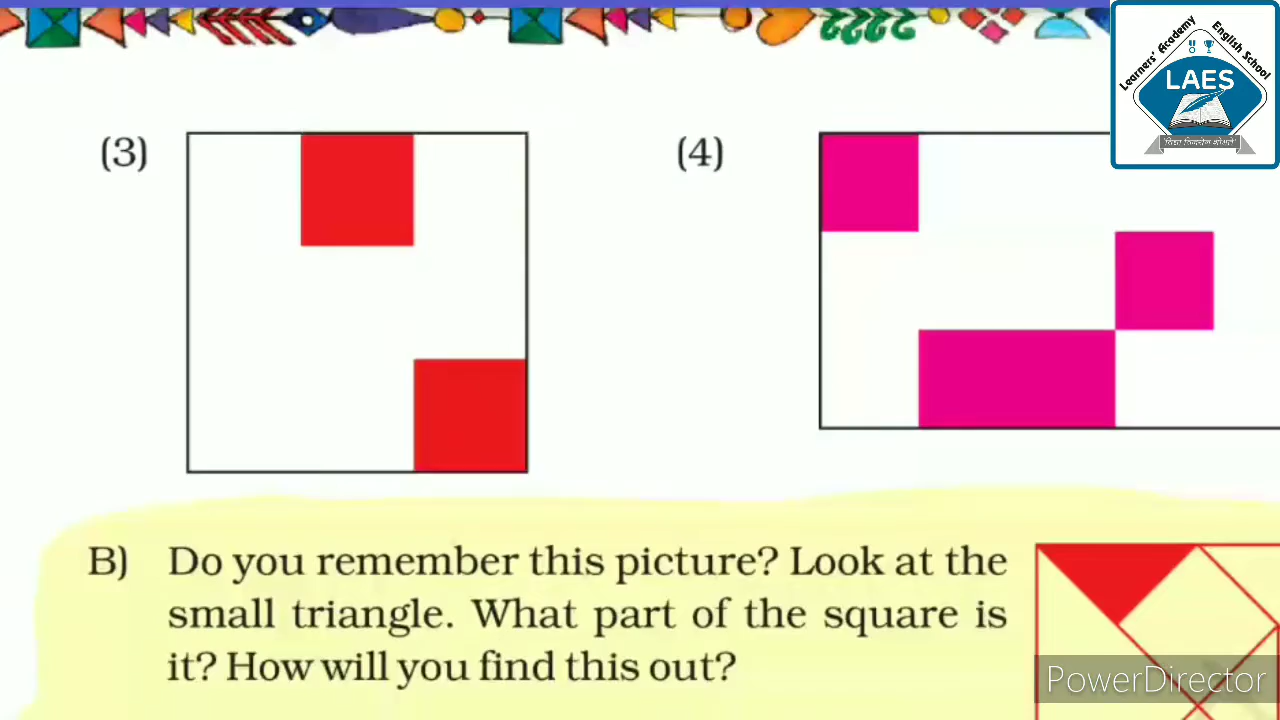 Learners' Academy English School
LAES
(3)
(4)
B) Do you remember this picture? Look at the
small triangle. What part of the square is
it? How will you find this out?
PowerDirector